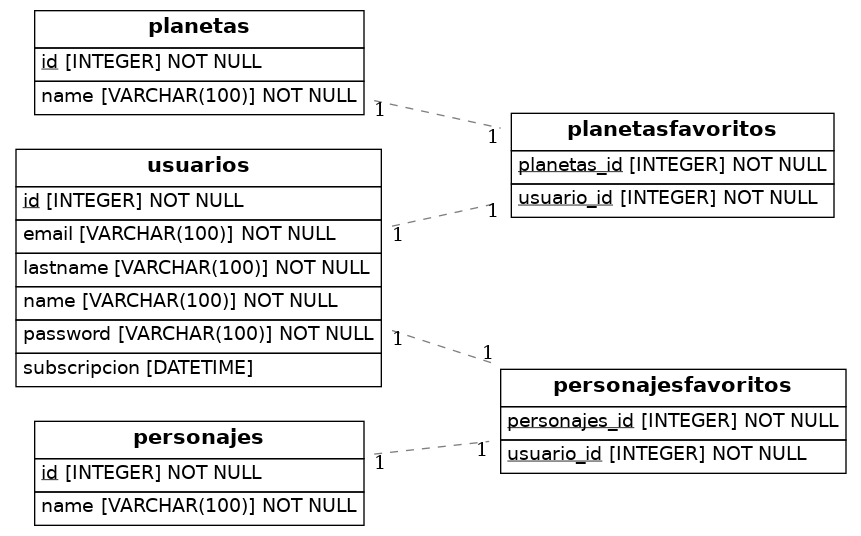 planetas
id [INTEGER] NOT NULL
name [VARCHAR(100)] NOT NULL
1
1
planetasfavoritos
planetas_id [INTEGER] NOT NULL
usuario_id [INTEGER] NOT NULL
1
1
usuarios
id [INTEGER] NOT NULL
email [VARCHAR(100)] NOT NULL
lastname [VARCHAR(100)] NOT NULL
name [VARCHAR(100)] NOT NULL
password [VARCHAR(100)] NOT NULL
subscripcion [DATETIME]
1
1
personajesfavoritos
personajes_id [INTEGER] NOT NULL
usuario_id [INTEGER] NOT NULL
1
1
personajes
id [INTEGER] NOT NULL
name [VARCHAR(100)] NOT NULL